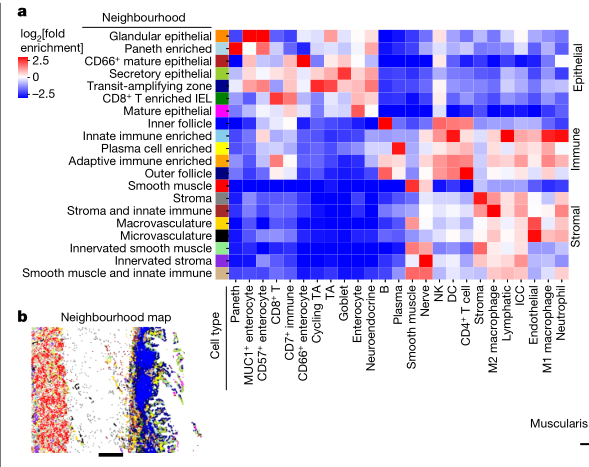 a
Neighbourhood
log2[fold
enrichment]
2.5
0
−2.5
Glandular epithelial
Paneth enriched
CD66+ mature epithelial
Secretory epithelial
Transit-amplifying zone
CD8+ T enriched IEL
Mature epithelial
Inner follicle
Innate immune enriched
Plasma cell enriched
Adaptive immune enriched
Outer follicle
Smooth muscle
Stroma
Stroma and innate immune
Macrovasculature
Microvasculature
Innervated smooth muscle
Innervated stroma
Smooth muscle and innate immune
Epithelial
Immune
Stromal
Cell type
Paneth
MUC1+ enterocyte
CD57+ enterocyte
CD8+ T
CD7+ immune
CD66+ enterocyte
Cycling TA
TA
Goblet
Enterocyte
Neuroendocrine
B
Plasma
Smooth muscle
Nerve
NK
DC
CD4+ T cell
Stroma
M2 macrophage
Lymphatic
ICC
Endothelial
M1 macrophage
Neutrophil
b
Neighbourhood map
Muscularis